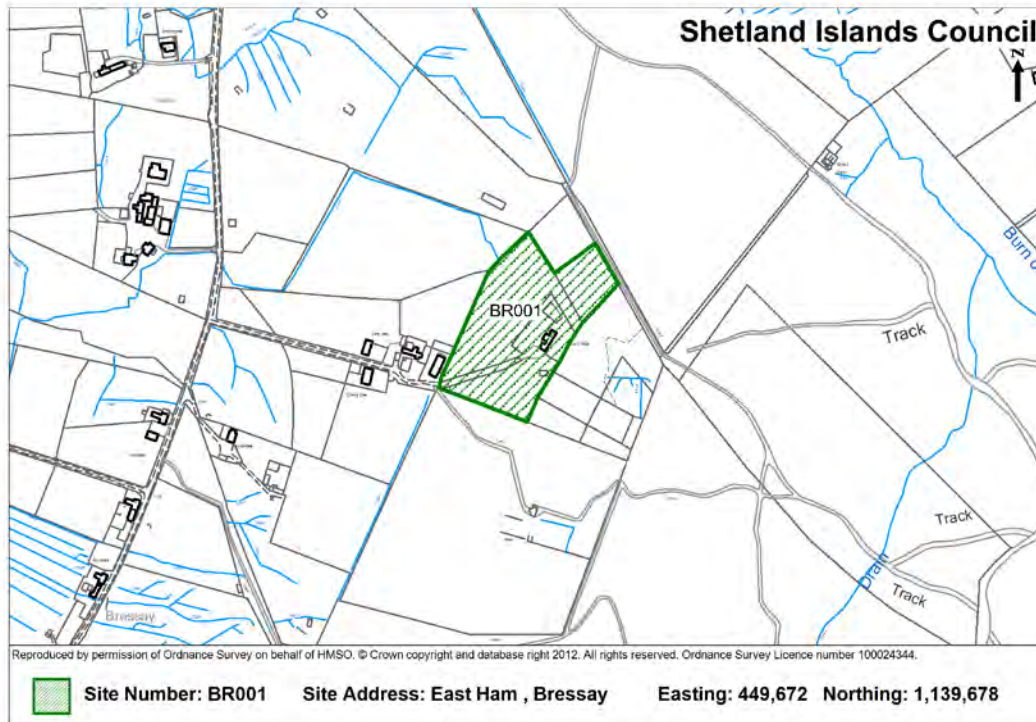 Shetland Islands Council
N
BR001
Burn o
Track
Track
Drain
Track
Bressay
Reproduced by permission of Ordnance Survey on behalf of HMSO. © Crown copyright and database right 2012. All rights reserved. Ordnance Survey Licence number 100024344.
Site Number: BR001 Site Address: East Ham , Bressay Easting: 449,672 Northing: 1,139,678